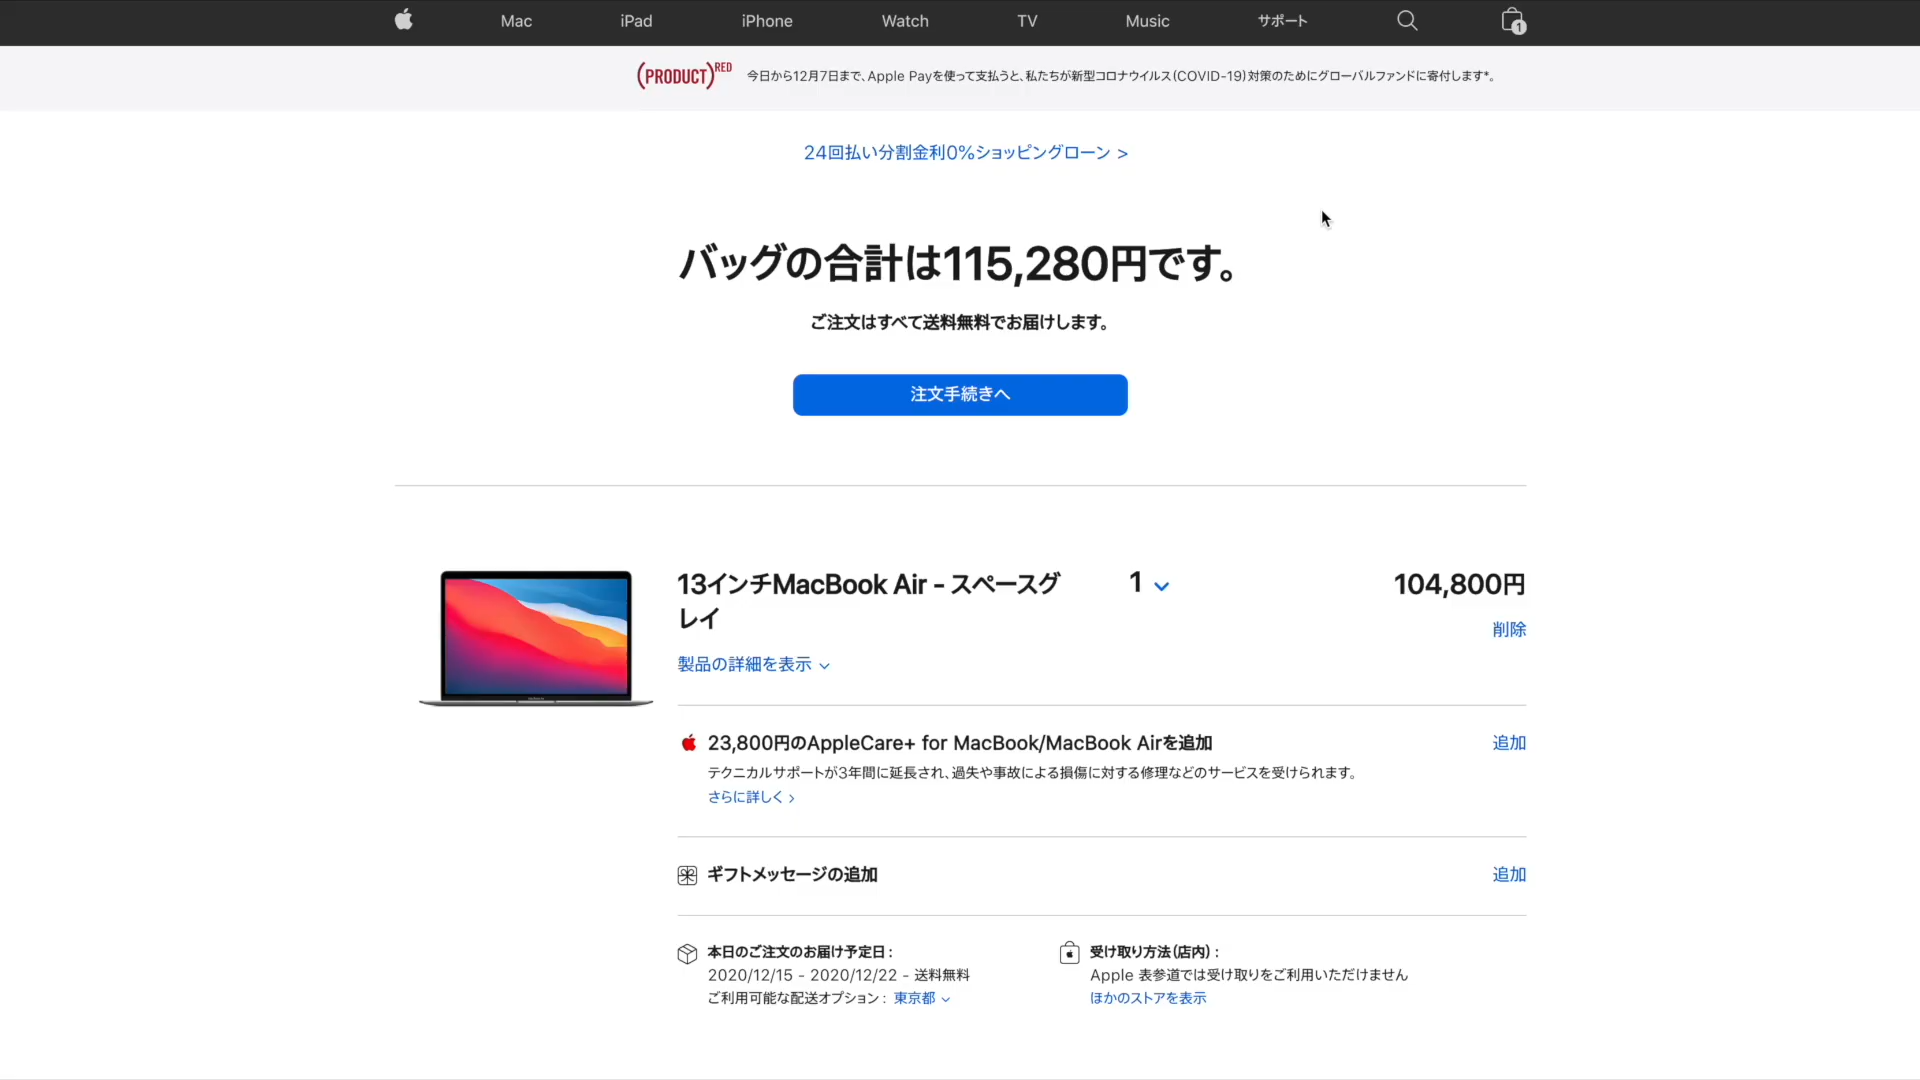 Mac iPad iPhone Watch TV Music サポート 1
(PRODUCT)RED 今日から12月7日まで、Apple Payを使って支払うと、私たちが新型コロナウイルス(COVID-19)対策のためにグローバルファンドに寄付します*。
24回払い分割金利0%ショッピングローン >
バッグの合計は115,280円です。
ご注文はすべて送料無料でお届けします。
注文手続きへ
13インチMacBook Air - スペースグ 1 104,800円
レイ
削除
製品の詳細を表示
23,800円のAppleCare+ for MacBook/MacBook Airを追加 追加
テクニカルサポートが3年間に延長され、過失や事故による損傷に対する修理などのサービスを受けられます。
さらに詳しく >
ギフトメッセージの追加 追加
本日のご注文のお届け予定日:
2020/12/15 - 2020/12/22 - 送料無料
ご利用可能な配送オプション: 東京都
受け取り方法(店内):
Apple 表参道では受け取りをご利用いただけません
ほかのストアを表示